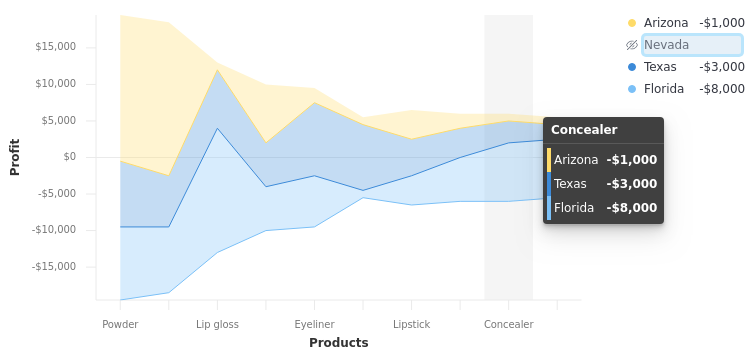 Arizona -$1,000
Nevada
Texas -$3,000
Florida -$8,000
Profit
$15,000
$10,000
$5,000
$0
-$5,000
-$10,000
-$15,000
Concealer
Arizona -$1,000
Texas -$3,000
Florida -$8,000
Powder Lip gloss Eyeliner Lipstick Concealer
Products